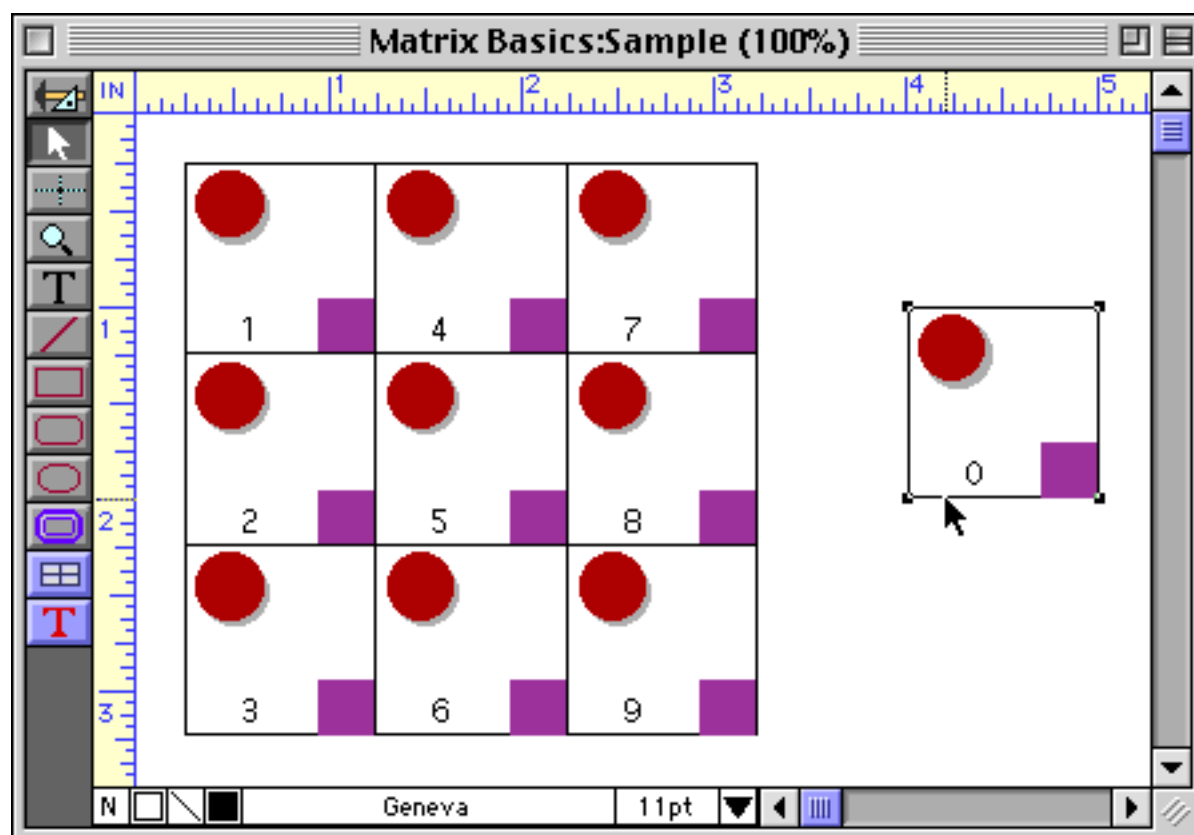 Matrix Basics:Sample (100%)
IN 1 2 3 4 5
T
1 4 7
1
0
2 5 8
2
T
3 6 9
3
N Geneva 11pt